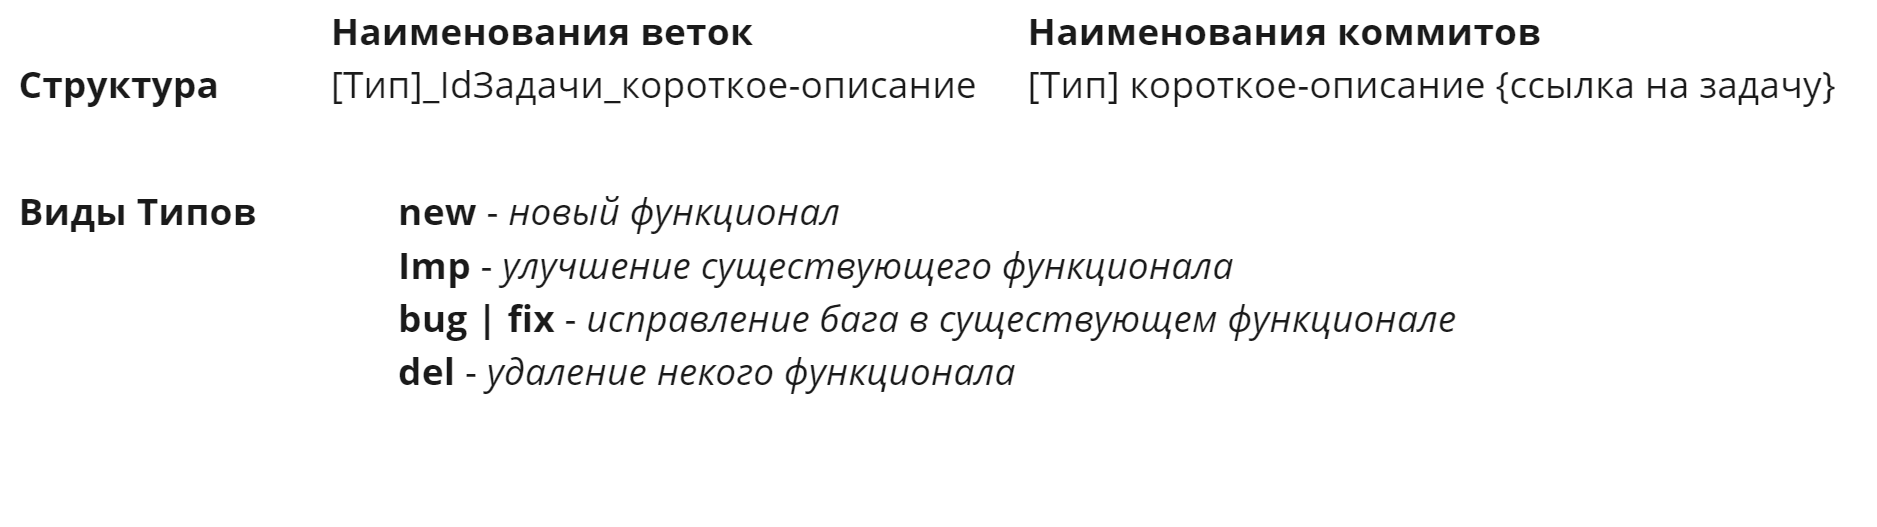 Наименования веток Наименования коммитов
Структура [Тип]_IdЗадачи_короткое-описание [Тип] короткое-описание {ссылка на задачу}
Виды Типов new - новый функционал
Imp - улучшение существующего функционала
bug | fix - исправление бага в существующем функционале
del - удаление некого функционала